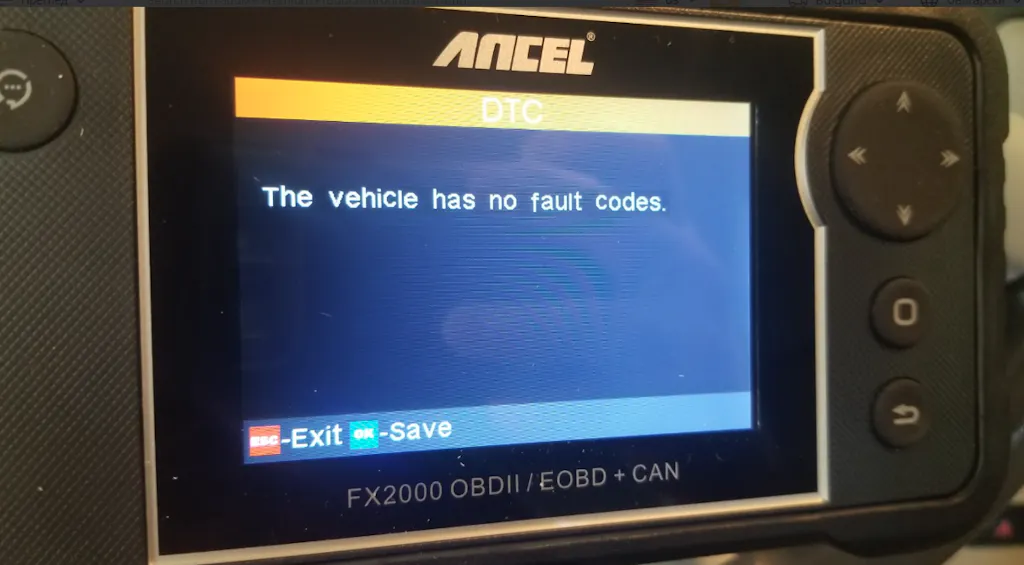 ANCEL®
DTC
The vehicle has no fault codes.
ESC-Exit OK-Save
FX2000 OBDII / EOBD + CAN